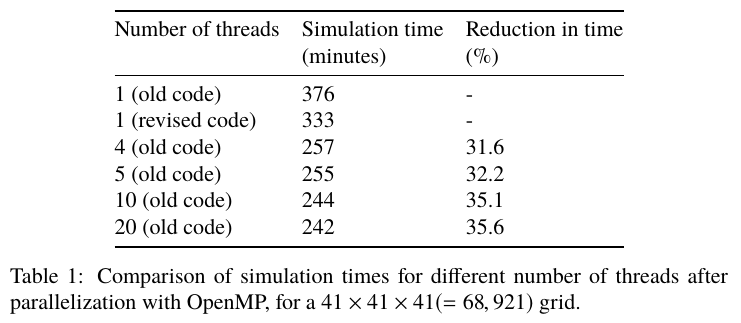 Number of threads Simulation time Reduction in time
(minutes) (%)
1 (old code) 376 -
1 (revised code) 333 -
4 (old code) 257 31.6
5 (old code) 255 32.2
10 (old code) 244 35.1
20 (old code) 242 35.6
Table 1: Comparison of simulation times for different number of threads after
parallelization with OpenMP, for a 41 × 41 × 41(= 68, 921) grid.